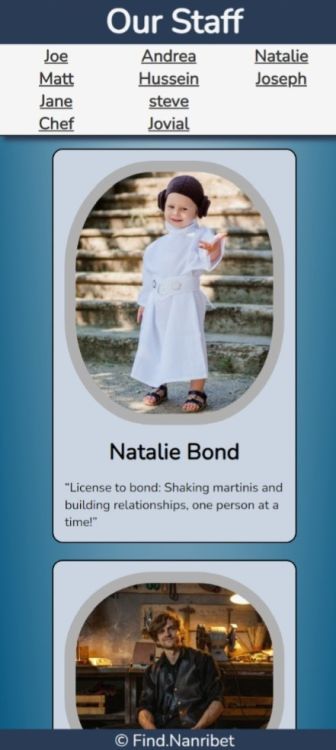 Our Staff
Joe Andrea Natalie
Matt Hussein Joseph
Jane steve
Chef Jovial
Natalie Bond
“License to bond: Shaking martinis and
building relationships, one person at a
time!”
© Find.Nanribet